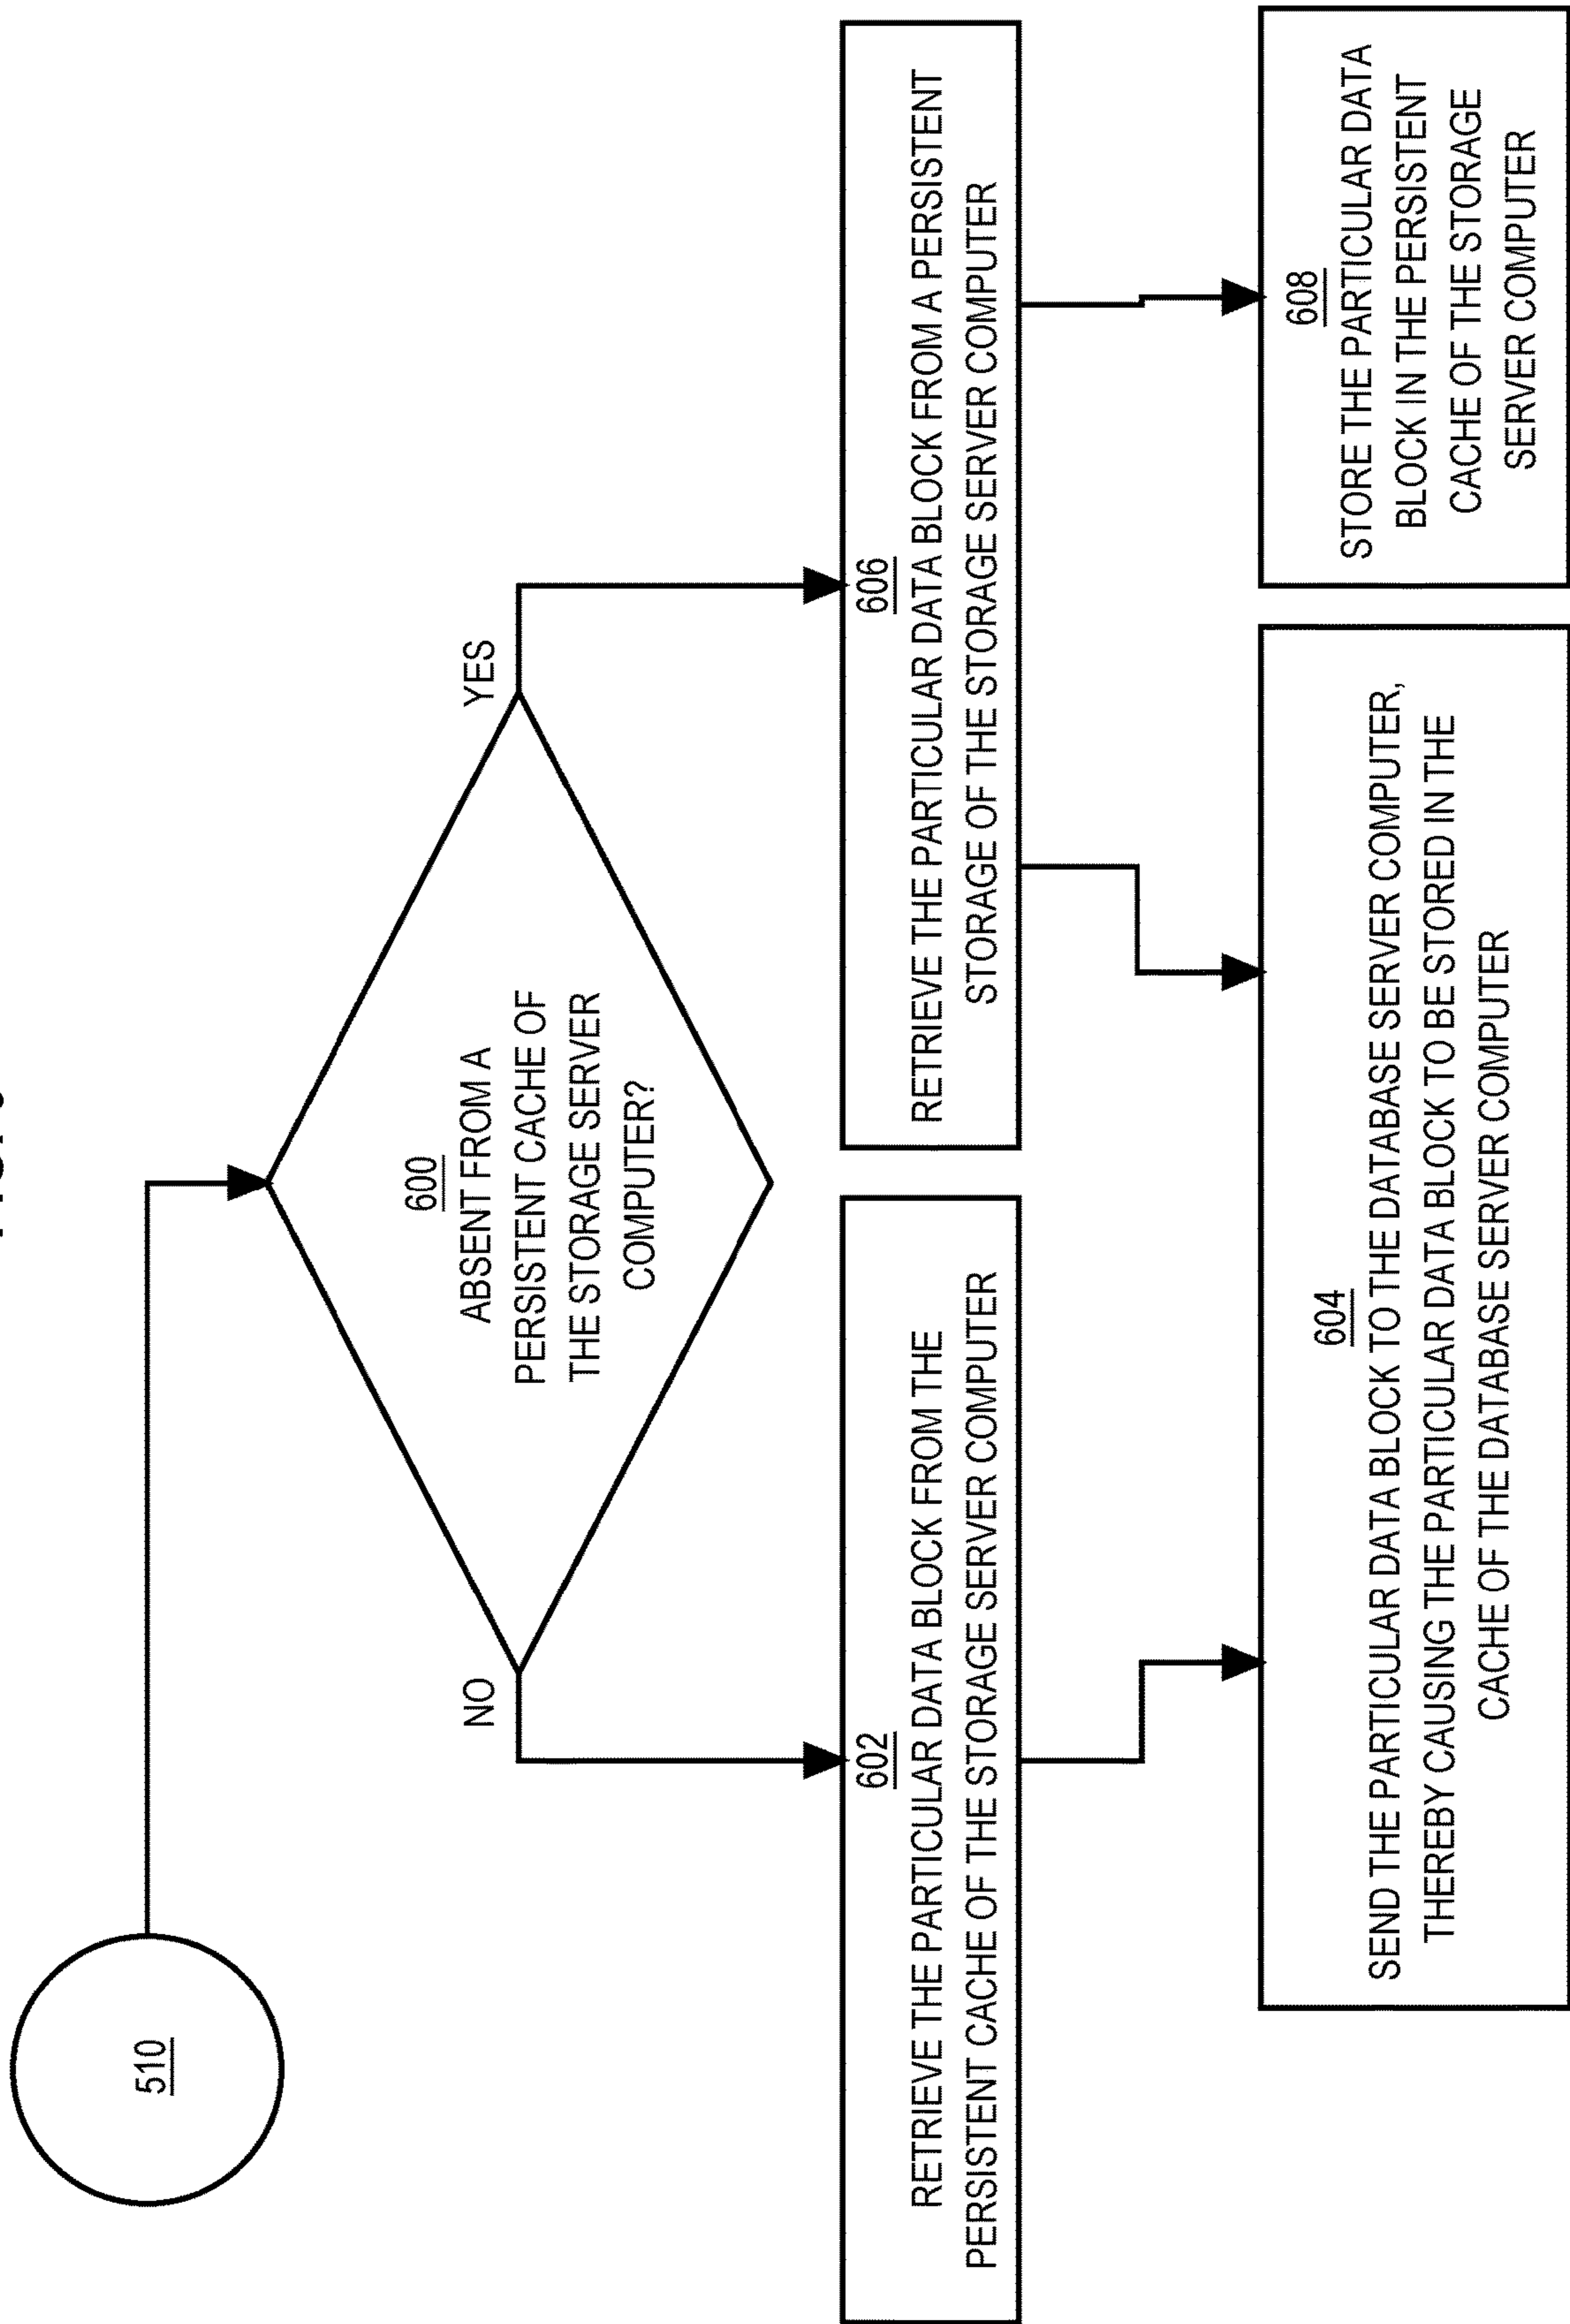 510
600
ABSENT FROM A
PERSISTENT CACHE OF
THE STORAGE SERVER
COMPUTER?
NO
YES
602
RETRIEVE THE PARTICULAR DATA BLOCK FROM THE
PERSISTENT CACHE OF THE STORAGE SERVER COMPUTER
606
RETRIEVE THE PARTICULAR DATA BLOCK FROM A PERSISTENT
STORAGE OF THE STORAGE SERVER COMPUTER
604
SEND THE PARTICULAR DATA BLOCK TO THE DATABASE SERVER COMPUTER,
THEREBY CAUSING THE PARTICULAR DATA BLOCK TO BE STORED IN THE
CACHE OF THE DATABASE SERVER COMPUTER
608
STORE THE PARTICULAR DATA
BLOCK IN THE PERSISTENT
CACHE OF THE STORAGE
SERVER COMPUTER